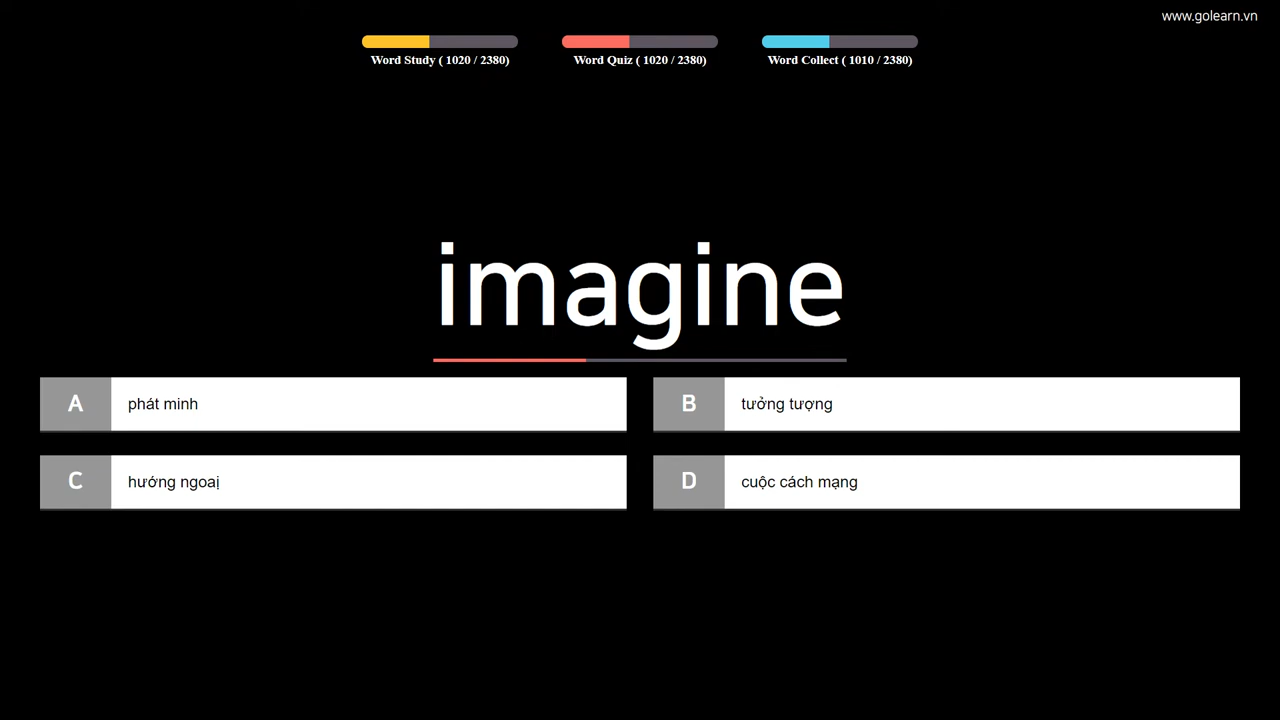 www.golearn.vn
Word Study ( 1020 / 2380)
Word Quiz ( 1020 / 2380)
Word Collect ( 1010 / 2380)
imagine
A phát minh
B tưởng tượng
C hướng ngoại
D cuộc cách mạng